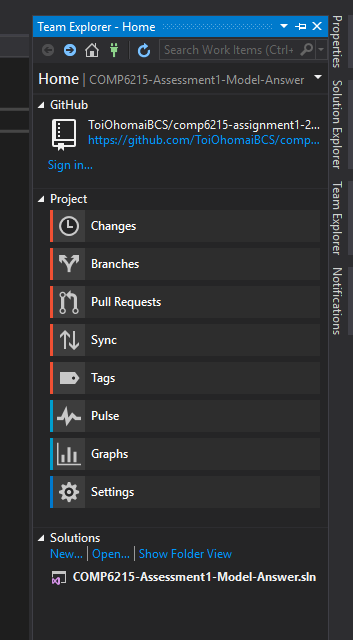 Team Explorer - Home
Search Work Items (Ctrl+
Home | COMP6215-Assessment1-Model-Answer
GitHub
ToiOhomaiBCS/comp6215-assignment1-2...
https://github.com/ToiOhomaiBCS/comp...
Sign in...
Project
Changes
Branches
Pull Requests
Sync
Tags
Pulse
Graphs
Settings
Solutions
New... | Open... | Show Folder View
COMP6215-Assessment1-Model-Answer.sln
Properties
Solution Explorer
Team Explorer
Notifications